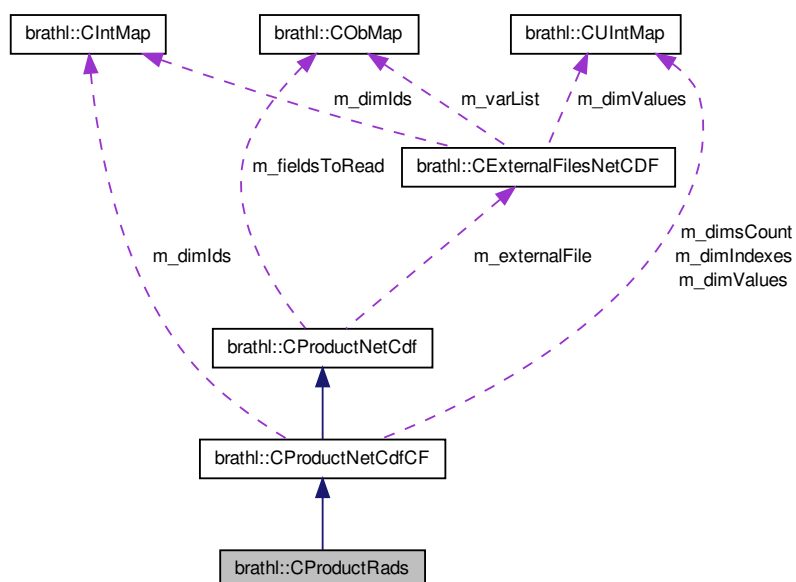 brathl::CIntMap
brathl::CObMap
brathl::CUIntMap
m_dimIds
m_varList
m_dimValues
m_fieldsToRead
brathl::CExternalFilesNetCDF
m_dimIds
m_externalFile
m_dimsCount
m_dimIndexes
m_dimValues
brathl::CProductNetCdf
brathl::CProductNetCdfCF
brathl::CProductRads